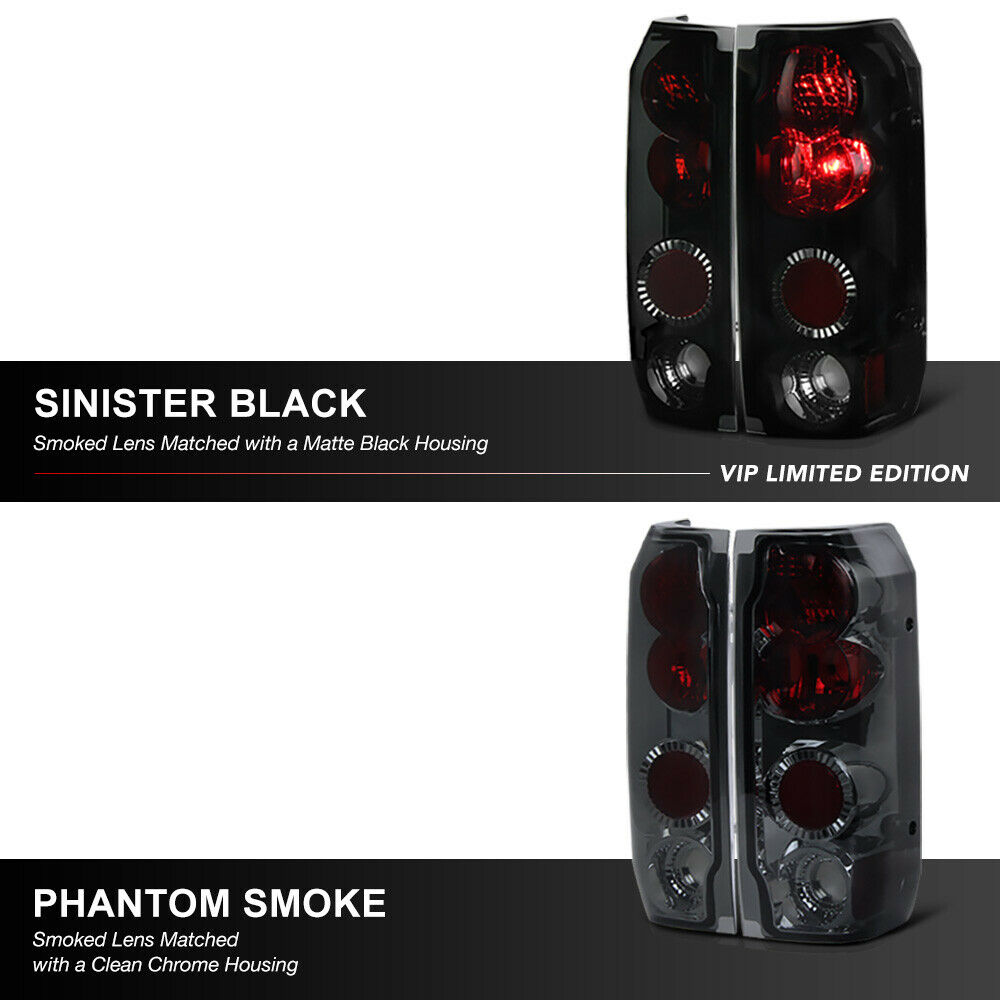 SINISTER BLACK
Smoked Lens Matched with a Matte Black Housing
VIP LIMITED EDITION
PHANTOM SMOKE
Smoked Lens Matched
with a Clean Chrome Housing